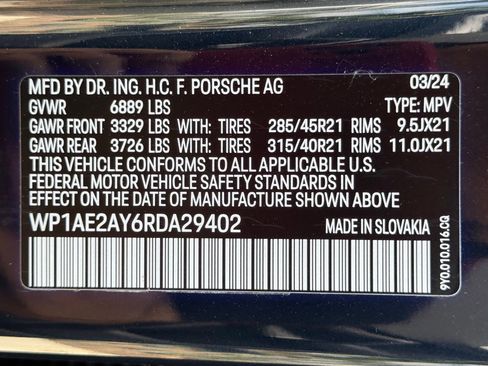 MFD BY DR. ING. H.C. F. PORSCHE AG 03/24
GVWR 6889 LBS TYPE: MPV
GAWR FRONT 3329 LBS WITH: TIRES 285/45R21 RIMS 9.5JX21
GAWR REAR 3726 LBS WITH: TIRES 315/40R21 RIMS 11.0JX21
THIS VEHICLE CONFORMS TO ALL APPLICABLE
FEDERAL MOTOR VEHICLE SAFETY STANDARDS IN
EFFECT ON THE DATE OF MANUFACTURE SHOWN ABOVE
WP1AE2AY6RDA29402 MADE IN SLOVAKIA
9Y0.010.016.CQ